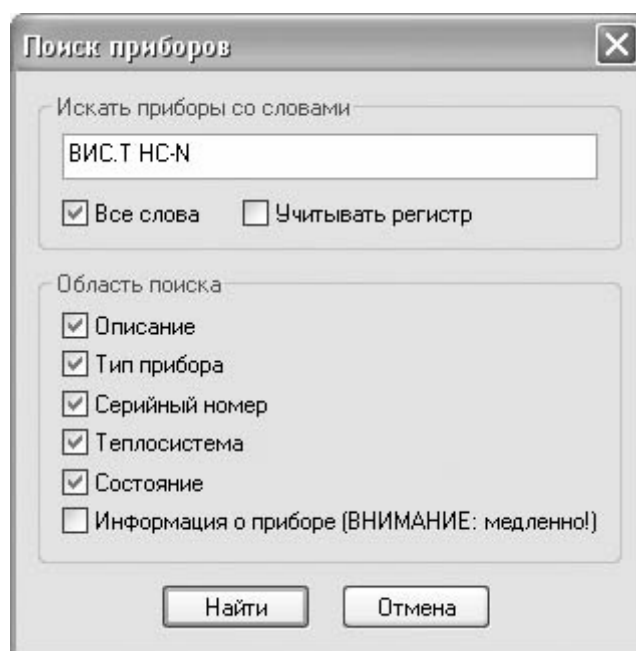 Поиск приборов
Искать приборы со словами
ВИС.Т НС-N
Все слова Учитывать регистр
Область поиска
Описание
Тип прибора
Серийный номер
Теплосистема
Состояние
Информация о приборе (ВНИМАНИЕ: медленно!)
Найти Отмена